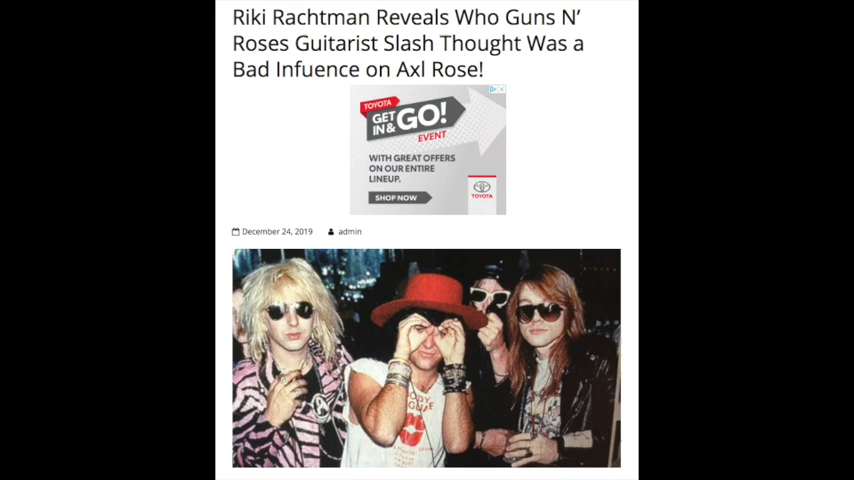 Riki Rachtman Reveals Who Guns N’
Roses Guitarist Slash Thought Was a
Bad Infuence on Axl Rose!
TOYOTA
GET
IN &
GO!
EVENT
WITH GREAT OFFERS
ON OUR ENTIRE
LINEUP.
SHOP NOW
TOYOTA
December 24, 2019 admin